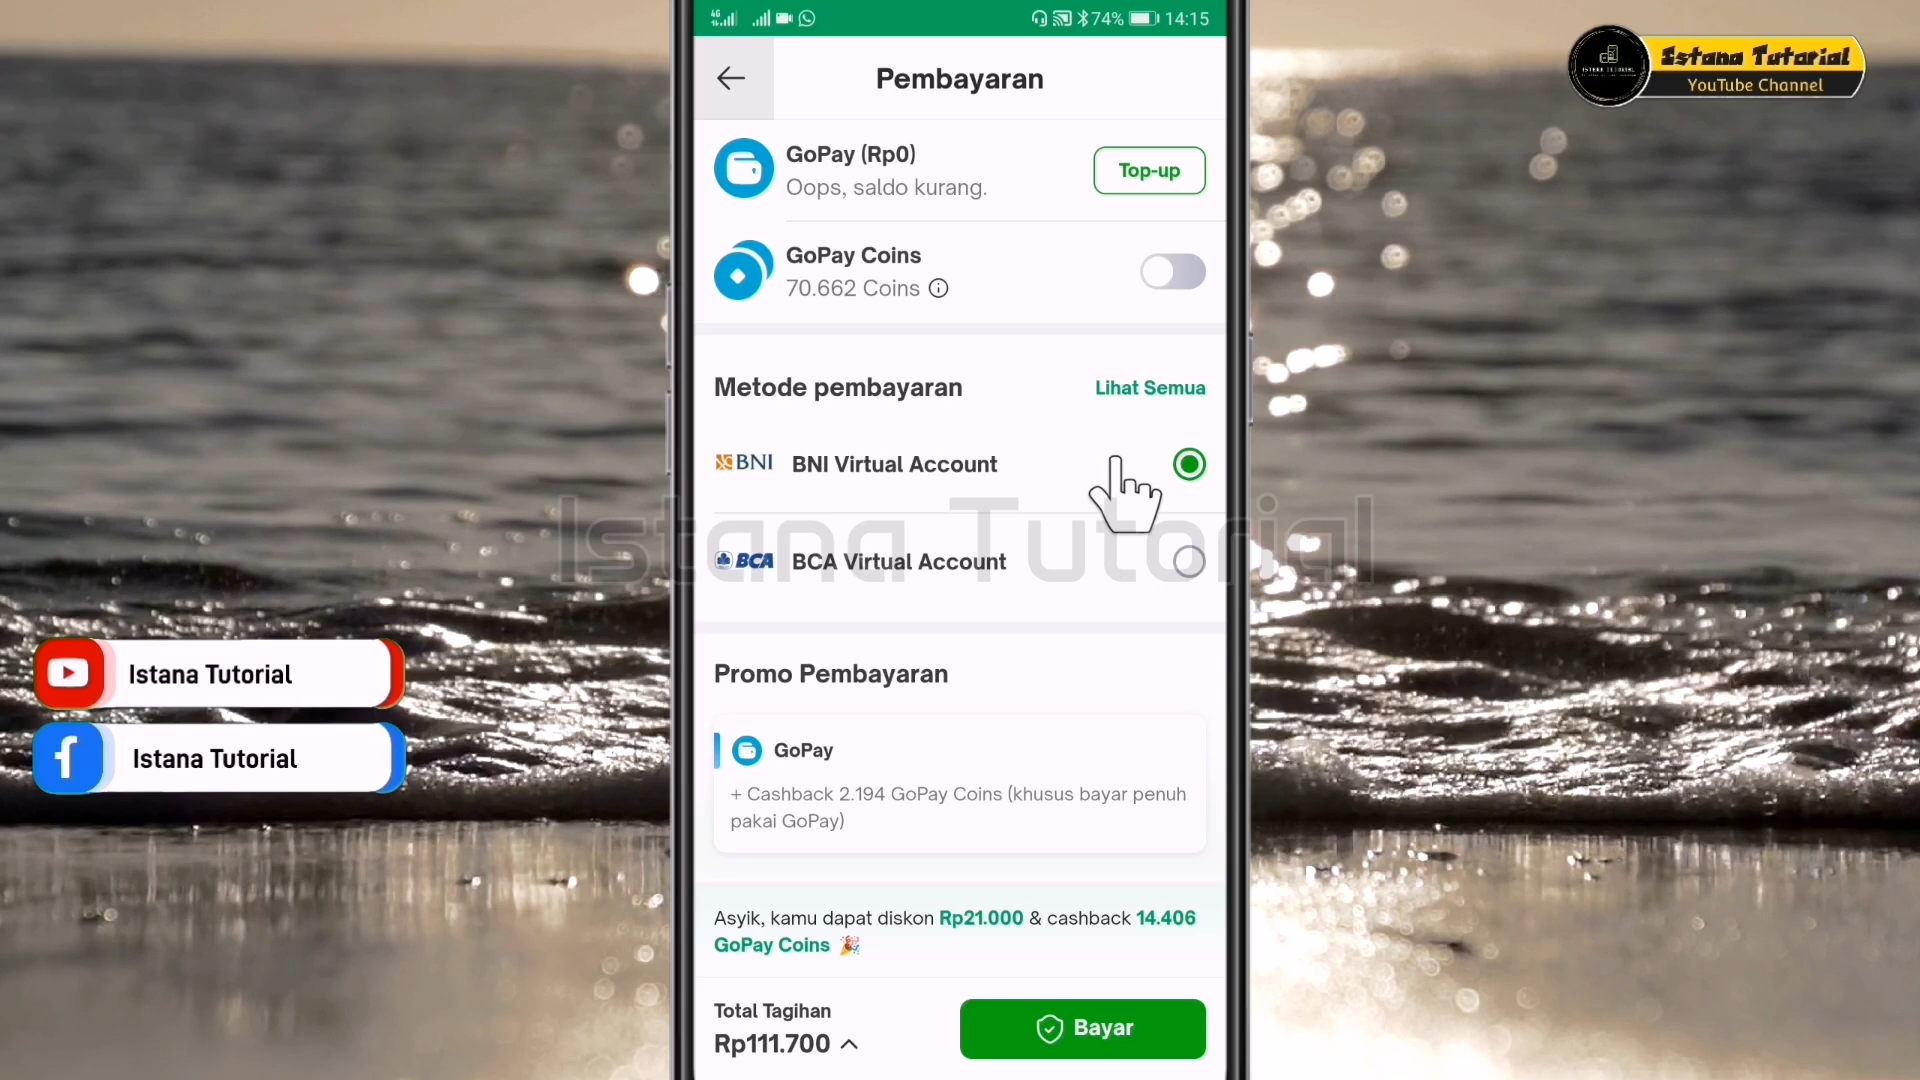 4G
74% 14:15
Istana Tutorial
YouTube Channel
Pembayaran
GoPay (Rp0)
Oops, saldo kurang.
Top-up
GoPay Coins
70.662 Coins
Metode pembayaran
Lihat Semua
BNI BNI Virtual Account
Istana Tutorial
BCA BCA Virtual Account
Istana Tutorial
Istana Tutorial
Promo Pembayaran
GoPay
+ Cashback 2.194 GoPay Coins (khusus bayar penuh
pakai GoPay)
Asyik, kamu dapat diskon Rp21.000 & cashback 14.406
GoPay Coins 🎉
Total Tagihan
Rp111.700
Bayar